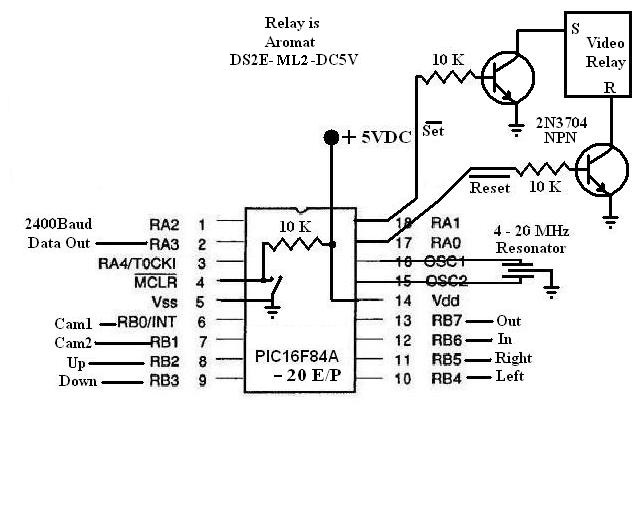 Relay is
Aromat
DS2E-ML2-DC5V
S
Video
Relay
R
10 K
2N3704
NPN
+ 5VDC
Set
Reset
10 K
10 K
2400Baud
Data Out
RA2 1
RA3 2
RA4/T0CKI 3
MCLR 4
Vss 5
Cam1 RB0/INT 6
Cam2 RB1 7
Up RB2 8
Down RB3 9
PIC16F84A
- 20 E/P
18 RA1
17 RA0
16 OSC1
15 OSC2
14 Vdd
13 RB7 Out
12 RB6 In
11 RB5 Right
10 RB4 Left
4 - 20 MHz
Resonator